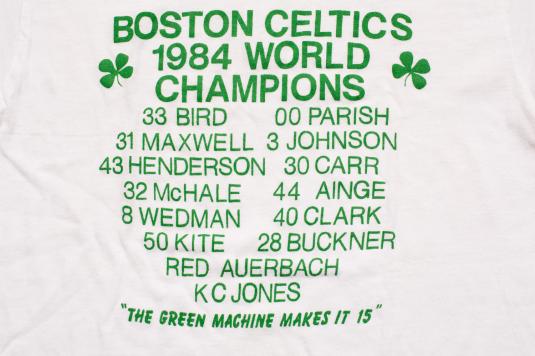 BOSTON CELTICS
1984 WORLD
CHAMPIONS
33 BIRD 00 PARISH
31 MAXWELL 3 JOHNSON
43 HENDERSON 30 CARR
32 McHALE 44 AINGE
8 WEDMAN 40 CLARK
50 KITE 28 BUCKNER
RED AUERBACH
K C JONES
"THE GREEN MACHINE MAKES IT 15"